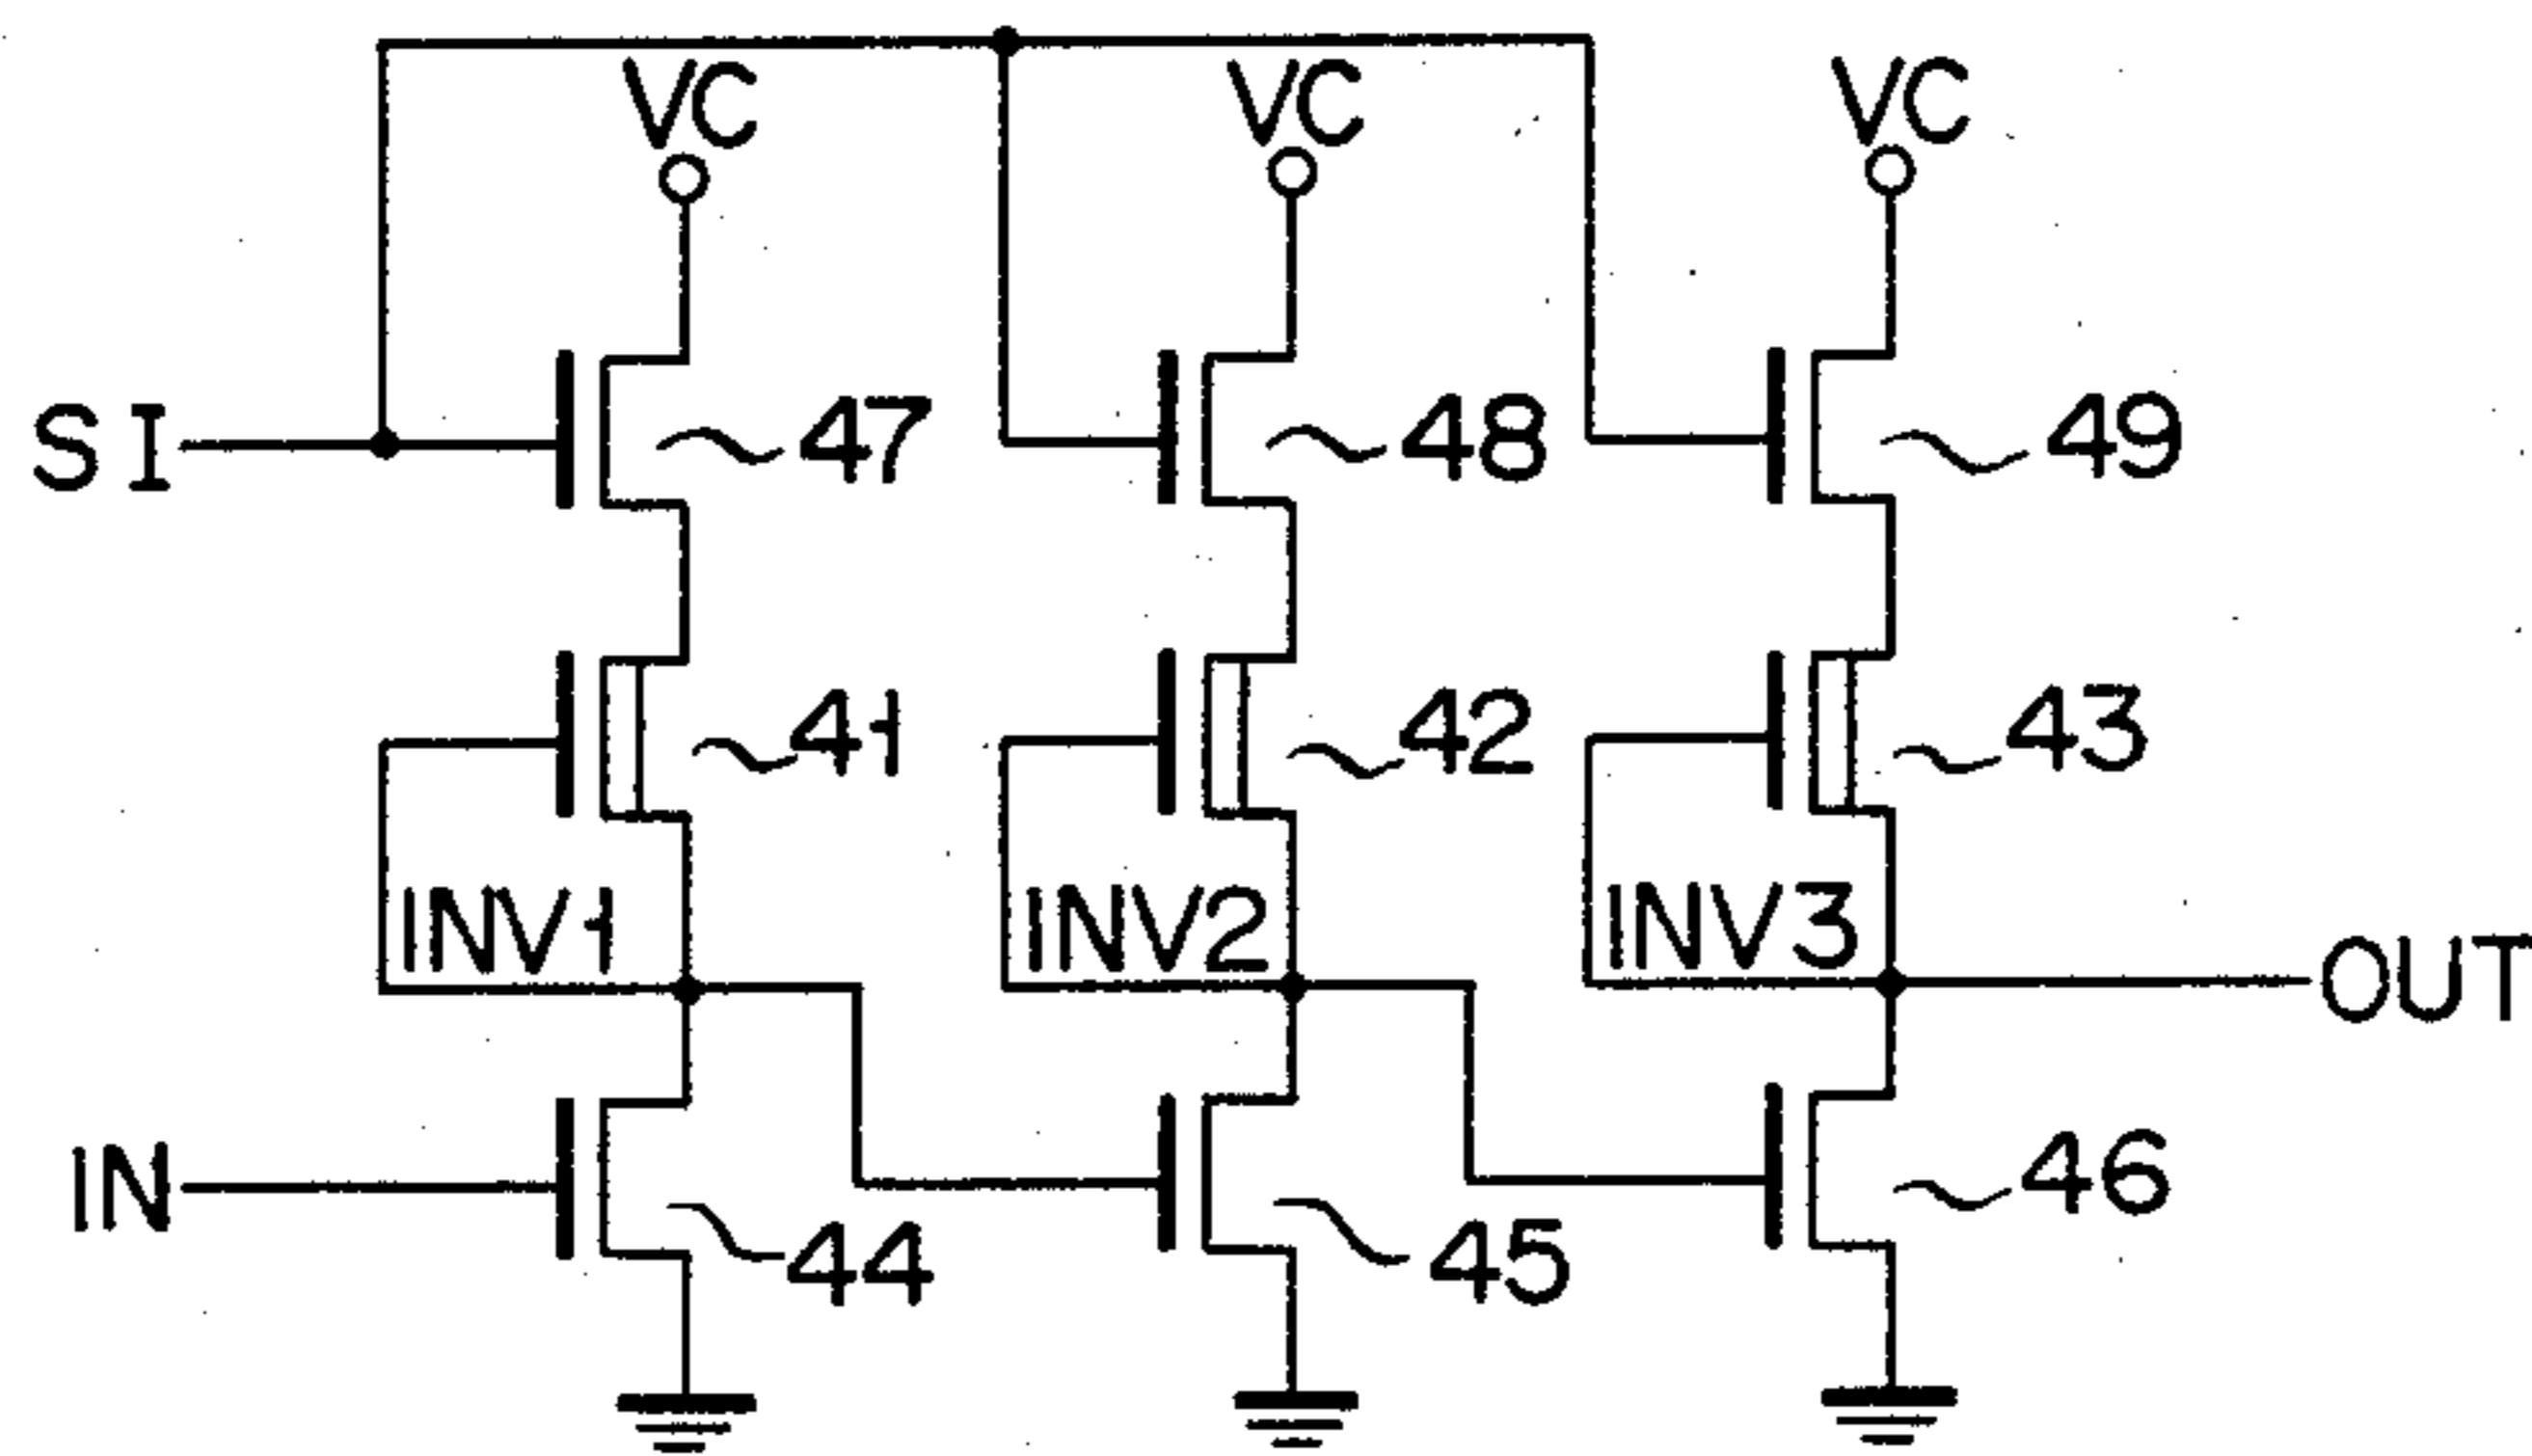 VC VC VC
SI 47 48 49
41 42 43
INV1 INV2 INV3
OUT
IN 44 45 46